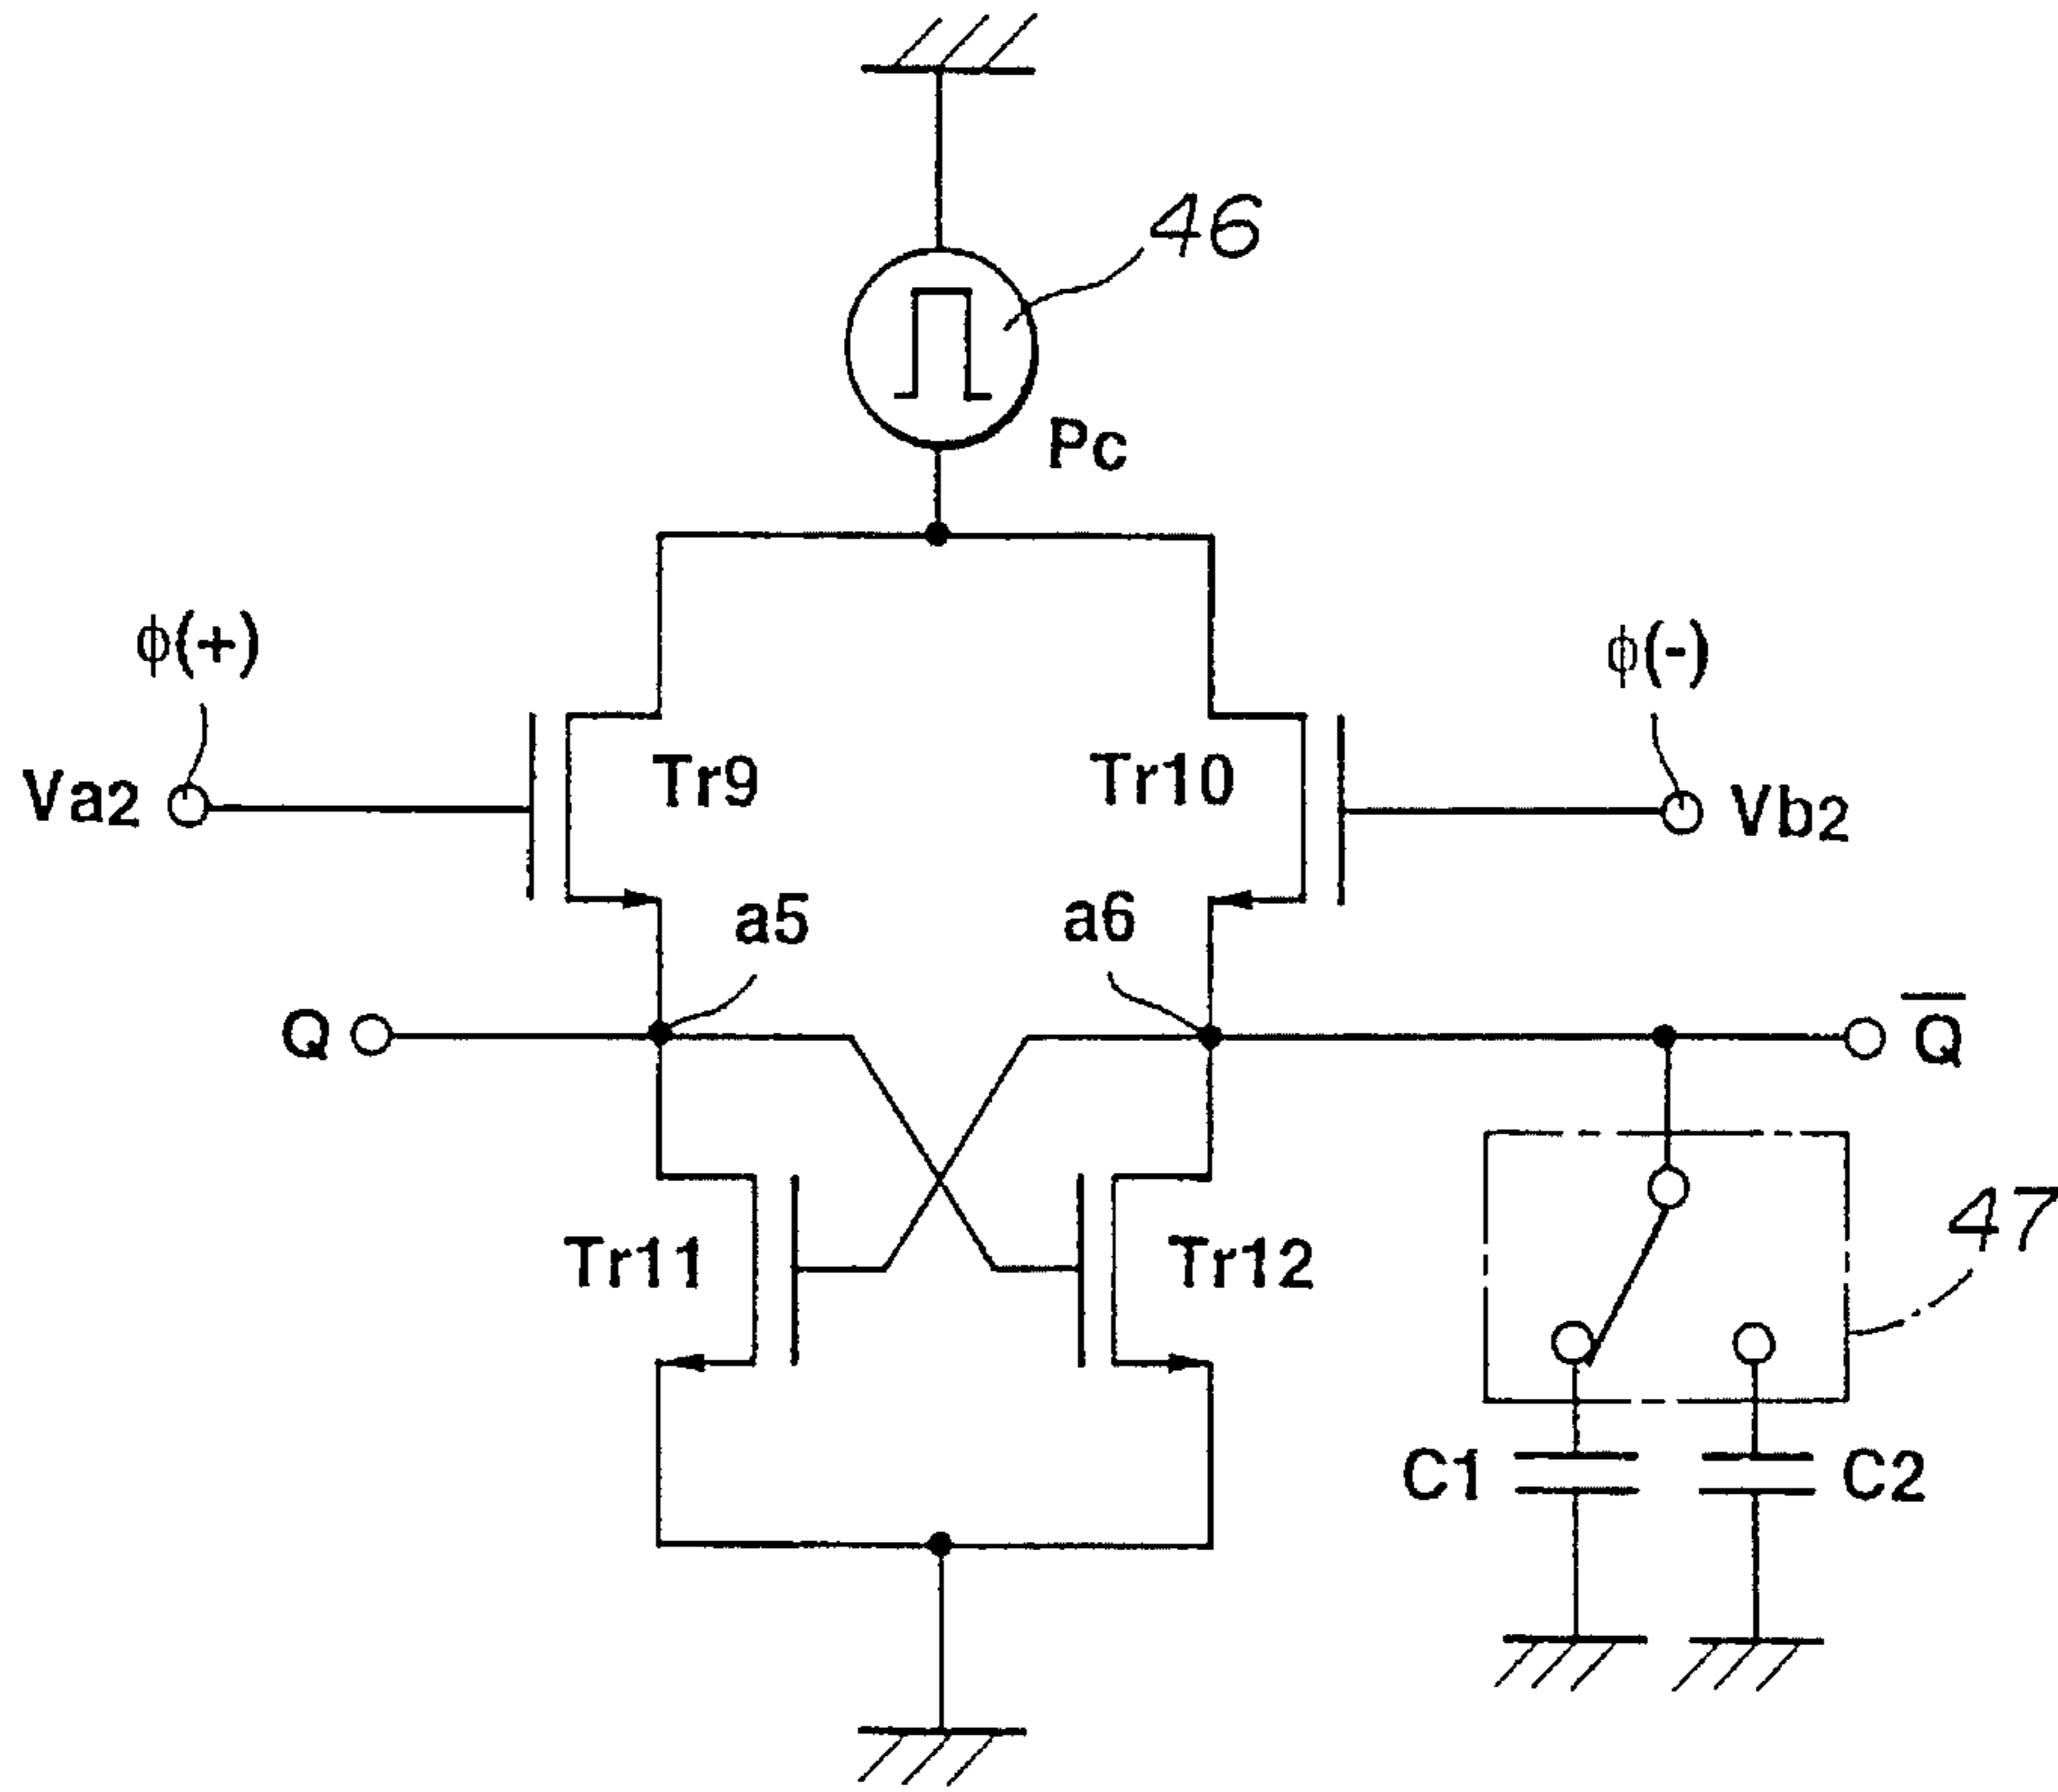 46
Pc
ϕ(+)
ϕ(-)
Va2
Tr9
Tr10
Vb2
a5
a6
Q
Q̅
Tr11
Tr12
47
C1
C2